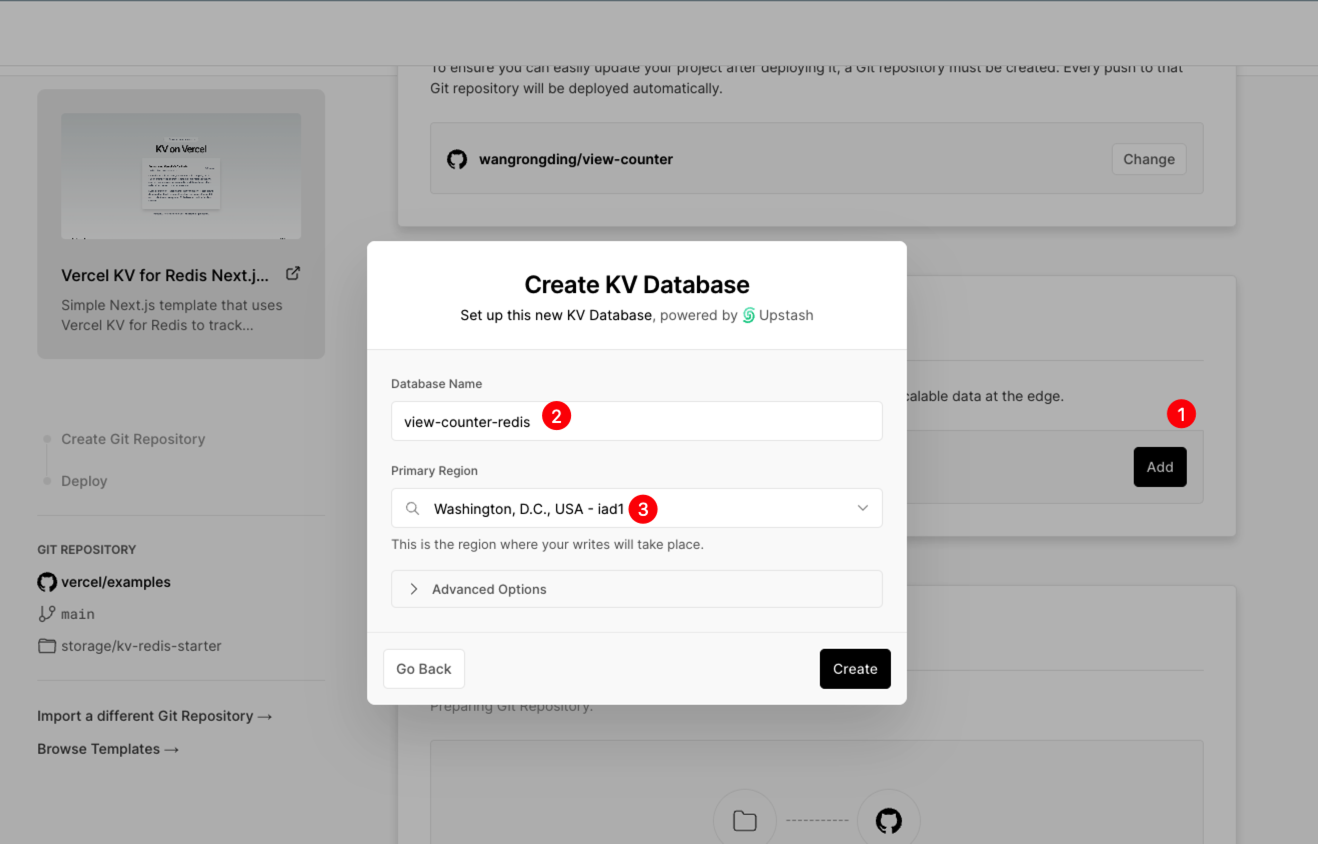 To ensure you can easily update your project after deploying it, a Git repository must be created. Every push to that
Git repository will be deployed automatically.
wangrongding/view-counter
Change
KV on Vercel
Vercel KV for Redis Next.j...
Simple Next.js template that uses
Vercel KV for Redis to track...
Create Git Repository
Deploy
GIT REPOSITORY
vercel/examples
main
storage/kv-redis-starter
Import a different Git Repository →
Browse Templates →
Create KV Database
Set up this new KV Database, powered by Upstash
Database Name
view-counter-redis
2
Primary Region
Washington, D.C., USA - iad1
3
This is the region where your writes will take place.
Advanced Options
Go Back
Create
data at the edge.
1
Add
Preparing Git Repository.